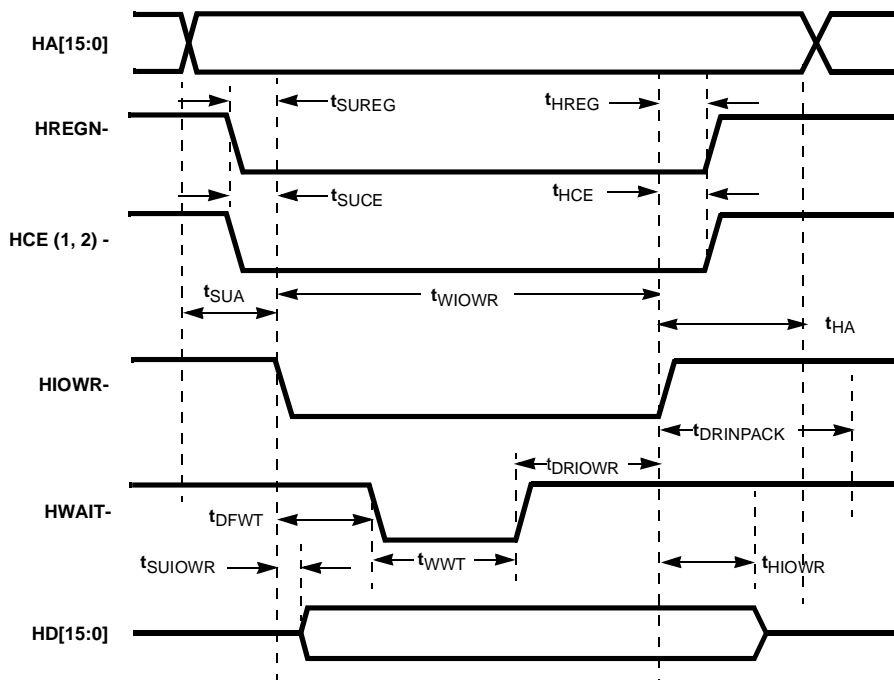 HA[15:0]
tSUREG
tHREG
HREGN-
tSUCE
tHCE
HCE (1, 2) -
tSUA
tWIOWR
tHA
HIOWR-
tDRINPACK
tDRIOWR
HWAIT-
tDFWT
tSUIOWR
tWWT
tHIOWR
HD[15:0]